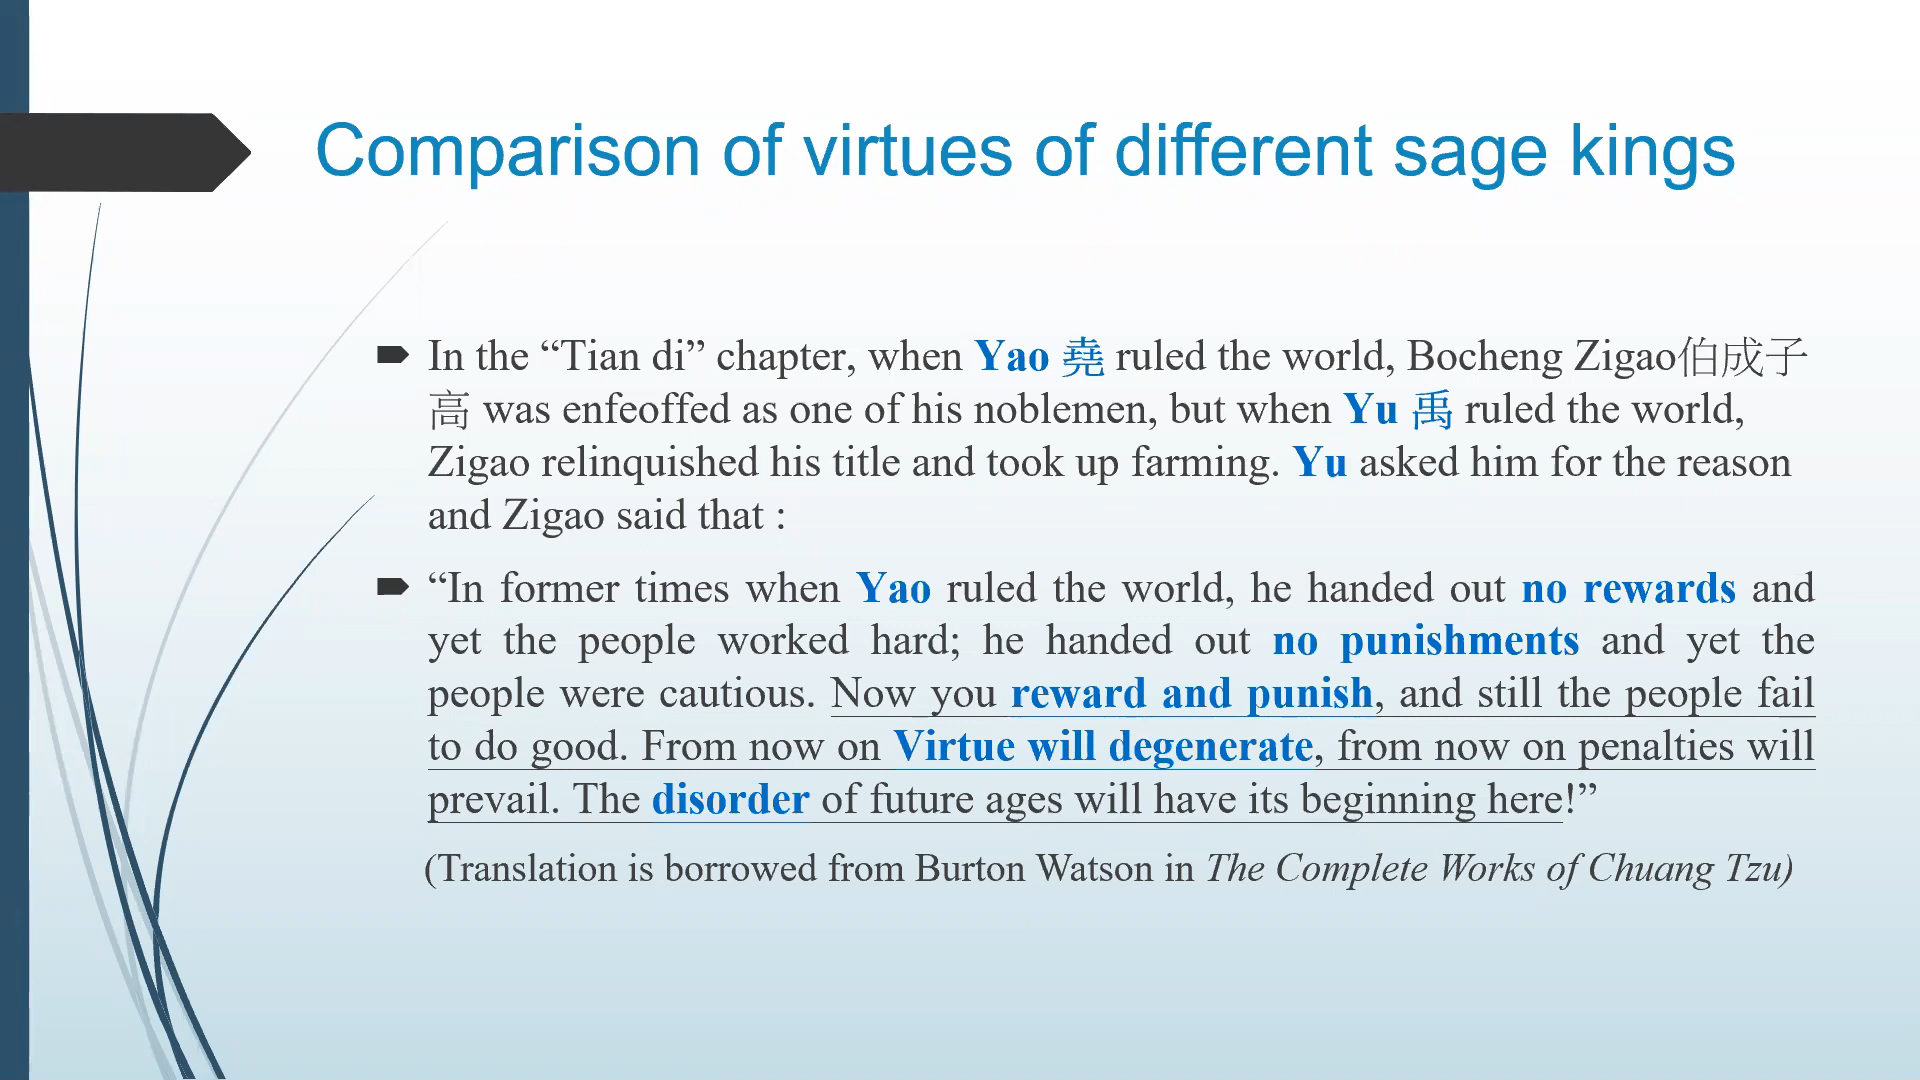 Comparison of virtues of different sage kings
In the “Tian di” chapter, when Yao 堯 ruled the world, Bocheng Zigao伯成子
高 was enfeoffed as one of his noblemen, but when Yu 禹 ruled the world,
Zigao relinquished his title and took up farming. Yu asked him for the reason
and Zigao said that :
“In former times when Yao ruled the world, he handed out no rewards and
yet the people worked hard; he handed out no punishments and yet the
people were cautious. Now you reward and punish, and still the people fail
to do good. From now on Virtue will degenerate, from now on penalties will
prevail. The disorder of future ages will have its beginning here!”
(Translation is borrowed from Burton Watson in The Complete Works of Chuang Tzu)